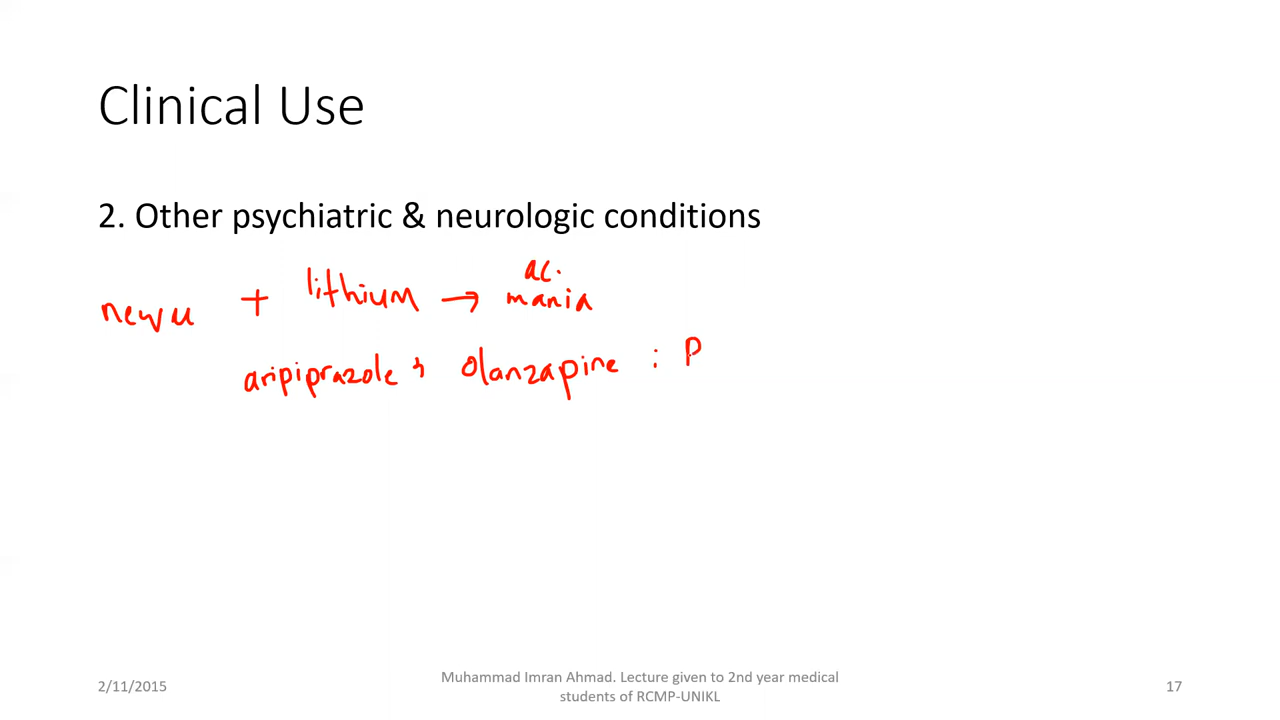 Clinical Use
2. Other psychiatric & neurologic conditions
newer + lithium → ac. mania
aripiprazole & olanzapine : P
2/11/2015
Muhammad Imran Ahmad. Lecture given to 2nd year medical
students of RCMP-UNIKL
17